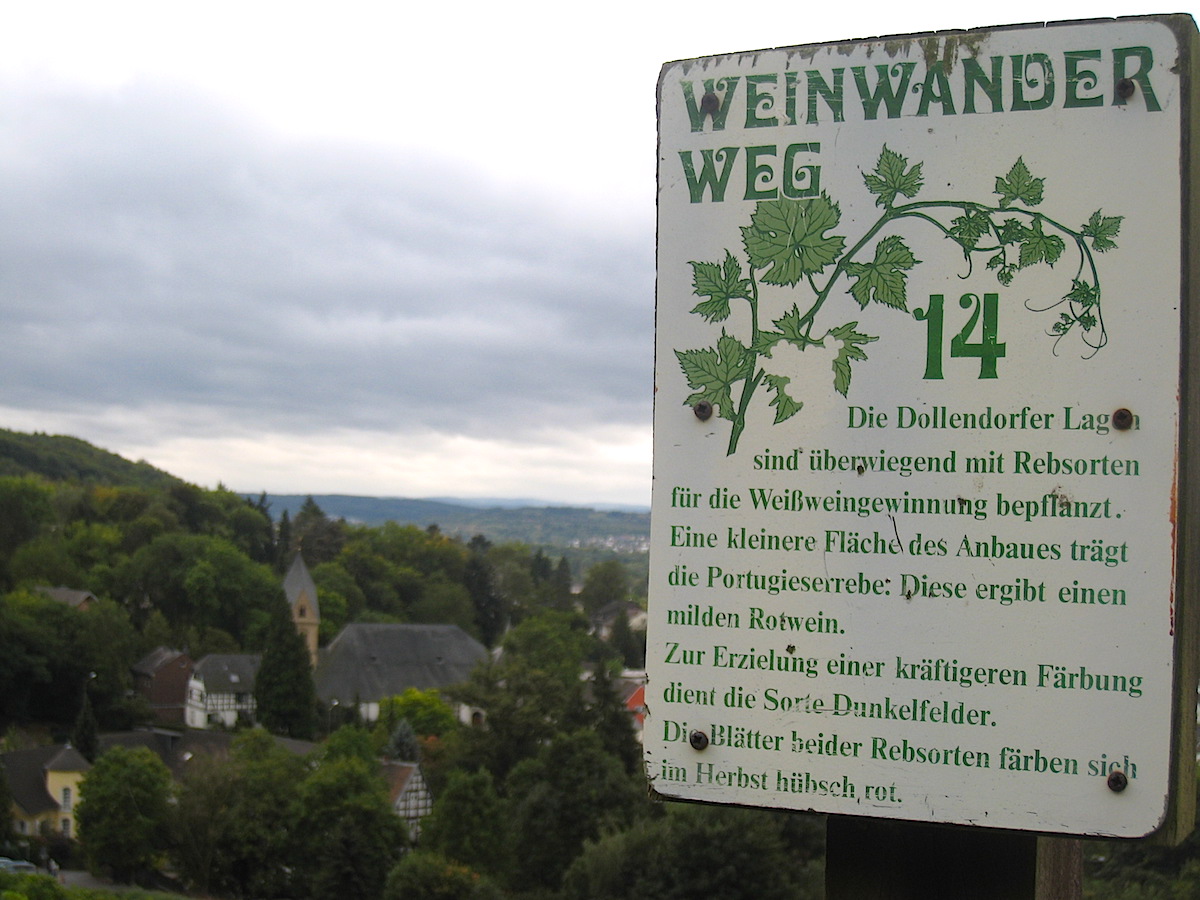 WEINWANDER
WEG
14
Die Dollendorfer Lagen
sind überwiegend mit Rebsorten
für die Weißweingewinnung bepflanzt.
Eine kleinere Fläche des Anbaues trägt
die Portugieserrebe: Diese ergibt einen
milden Rotwein.
Zur Erzielung einer kräftigeren Färbung
dient die Sorte Dunkelfelder.
Die Blätter beider Rebsorten färben sich
im Herbst hübsch rot.